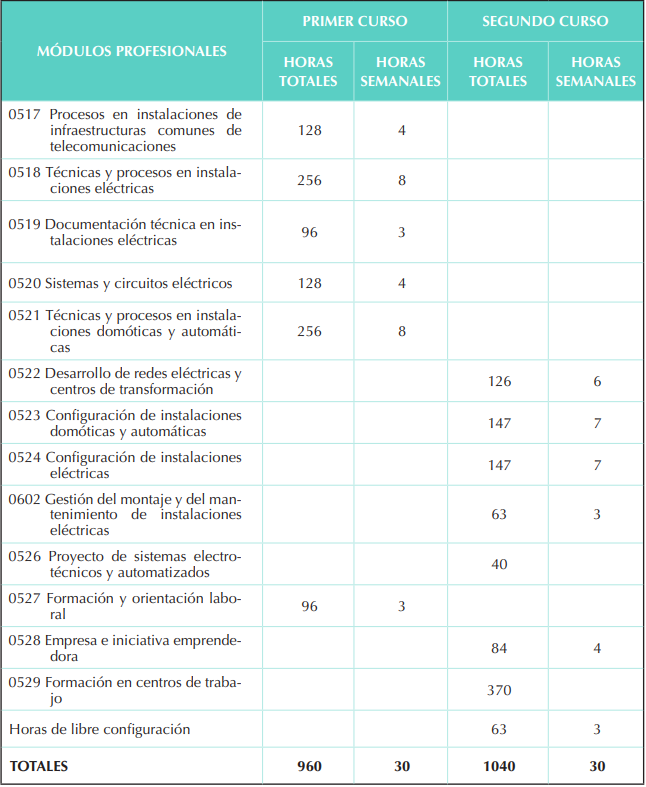 MÓDULOS PROFESIONALES
PRIMER CURSO
SEGUNDO CURSO
HORAS TOTALES
HORAS SEMANALES
HORAS TOTALES
HORAS SEMANALES
0517 Procesos en instalaciones de
infraestructuras comunes de
telecomunicaciones
128 4
0518 Técnicas y procesos en instala-
ciones eléctricas
256 8
0519 Documentación técnica en ins-
talaciones eléctricas
96 3
0520 Sistemas y circuitos eléctricos
128 4
0521 Técnicas y procesos en instala-
ciones domóticas y automáti-
cas
256 8
0522 Desarrollo de redes eléctricas y
centros de transformación
126 6
0523 Configuración de instalaciones
domóticas y automáticas
147 7
0524 Configuración de instalaciones
eléctricas
147 7
0602 Gestión del montaje y del man-
tenimiento de instalaciones
eléctricas
63 3
0526 Proyecto de sistemas electro-
técnicos y automatizados
40
0527 Formación y orientación labo-
ral
96 3
0528 Empresa e iniciativa emprende-
dora
84 4
0529 Formación en centros de traba-
jo
370
Horas de libre configuración
63 3
TOTALES 960 30 1040 30